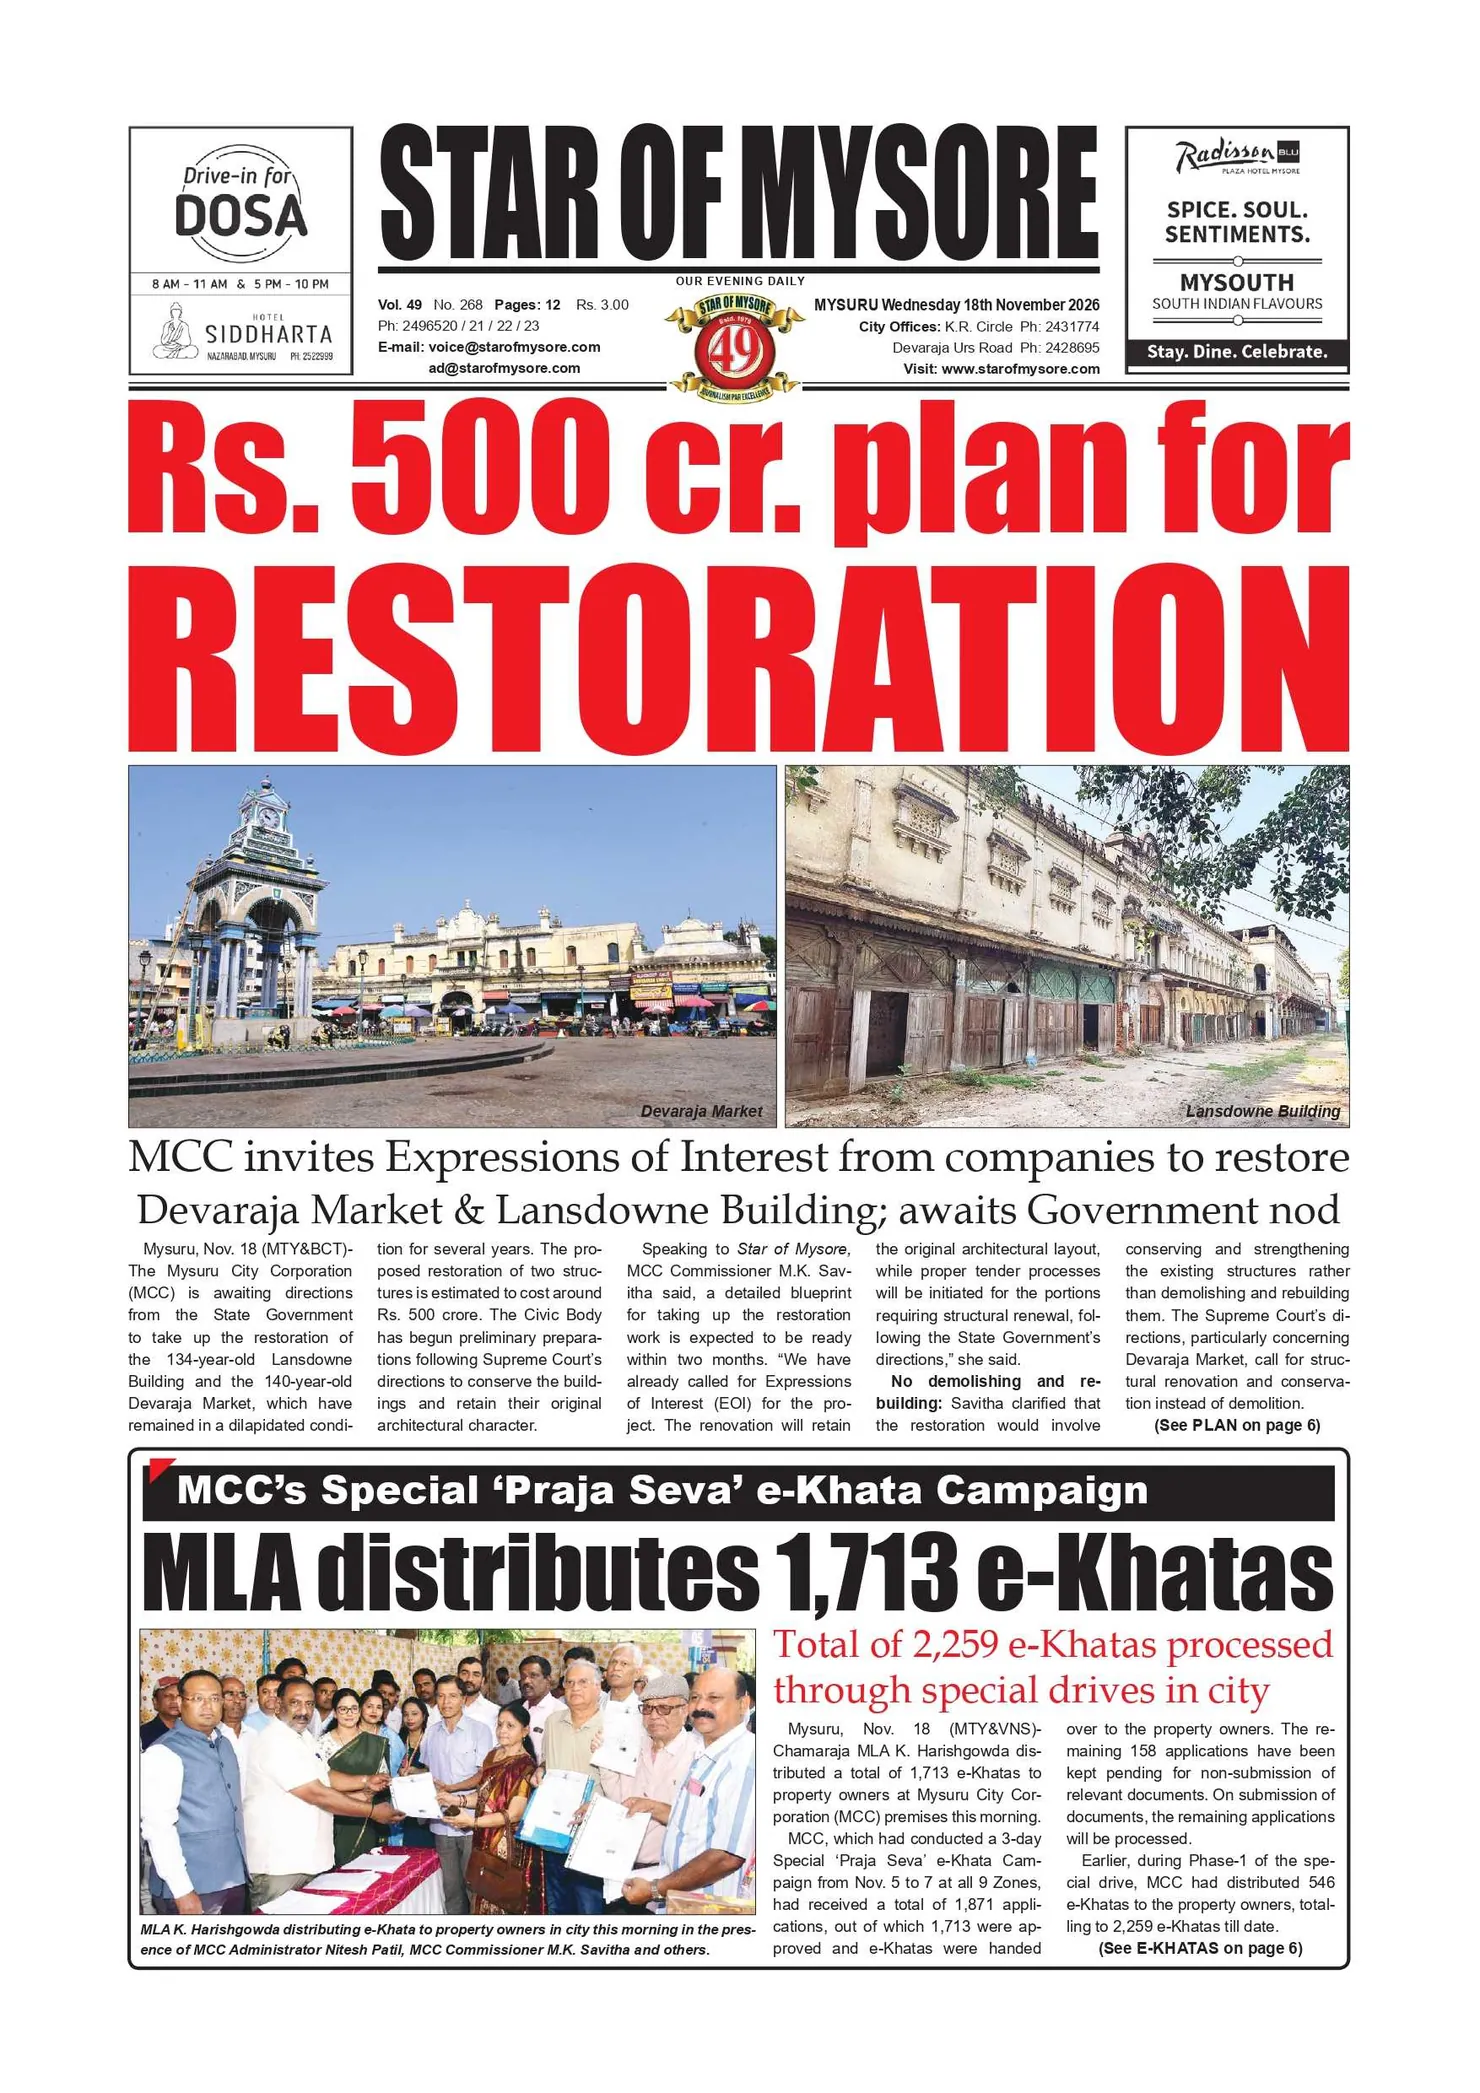 Drive-in for
DOSA
8 AM - 11 AM & 5 PM - 10 PM
HOTEL
SIDDHARTA
NAZARABAD, MYSURU PH: 2522999
STAR OF MYSORE
OUR EVENING DAILY
Vol. 49 No. 268 Pages: 12 Rs. 3.00
Ph: 2496520 / 21 / 22 / 23
E-mail: voice@starofmysore.com
ad@starofmysore.com
STAR OF MYSORE
Estd. 1978
49
JOURNALISM PAR EXCELLENCE
MYSURU Wednesday 18th November 2026
City Offices: K.R. Circle Ph: 2431774
Devaraja Urs Road Ph: 2428695
Visit: www.starofmysore.com
Radisson BLU
PLAZA HOTEL MYSORE
SPICE. SOUL.
SENTIMENTS.
MYSOUTH
SOUTH INDIAN FLAVOURS
Stay. Dine. Celebrate.
Rs. 500 cr. plan for
RESTORATION
Devaraja Market
Lansdowne Building
MCC invites Expressions of Interest from companies to restore
Devaraja Market & Lansdowne Building; awaits Government nod
Mysuru, Nov. 18 (MTY&BCT)-
The Mysuru City Corporation
(MCC) is awaiting directions
from the State Government
to take up the restoration of
the 134-year-old Lansdowne
Building and the 140-year-old
Devaraja Market, which have
remained in a dilapidated condi-
tion for several years. The pro-
posed restoration of two struc-
tures is estimated to cost around
Rs. 500 crore. The Civic Body
has begun preliminary prepara-
tions following Supreme Court's
directions to conserve the build-
ings and retain their original
architectural character.
Speaking to Star of Mysore,
MCC Commissioner M.K. Sav-
itha said, a detailed blueprint
for taking up the restoration
work is expected to be ready
within two months. “We have
already called for Expressions
of Interest (EOI) for the pro-
ject. The renovation will retain
the original architectural layout,
while proper tender processes
will be initiated for the portions
requiring structural renewal, fol-
lowing the State Government's
directions,” she said.
No demolishing and re-
building: Savitha clarified that
the restoration would involve
conserving and strengthening
the existing structures rather
than demolishing and rebuilding
them. The Supreme Court's di-
rections, particularly concerning
Devaraja Market, call for struc-
tural renovation and conserva-
tion instead of demolition.
(See PLAN on page 6)
MCC's Special ‘Praja Seva’ e-Khata Campaign
MLA distributes 1,713 e-Khatas
MLA K. Harishgowda distributing e-Khata to property owners in city this morning in the pres-
ence of MCC Administrator Nitesh Patil, MCC Commissioner M.K. Savitha and others.
Total of 2,259 e-Khatas processed
through special drives in city
Mysuru, Nov. 18 (MTY&VNS)-
Chamaraja MLA K. Harishgowda dis-
tributed a total of 1,713 e-Khatas to
property owners at Mysuru City Cor-
poration (MCC) premises this morning.
MCC, which had conducted a 3-day
Special ‘Praja Seva’ e-Khata Cam-
paign from Nov. 5 to 7 at all 9 Zones,
had received a total of 1,871 appli-
cations, out of which 1,713 were ap-
proved and e-Khatas were handed
over to the property owners. The re-
maining 158 applications have been
kept pending for non-submission of
relevant documents. On submission of
documents, the remaining applications
will be processed.
Earlier, during Phase-1 of the spe-
cial drive, MCC had distributed 546
e-Khatas to the property owners, total-
ling to 2,259 e-Khatas till date.
(See E-KHATAS on page 6)